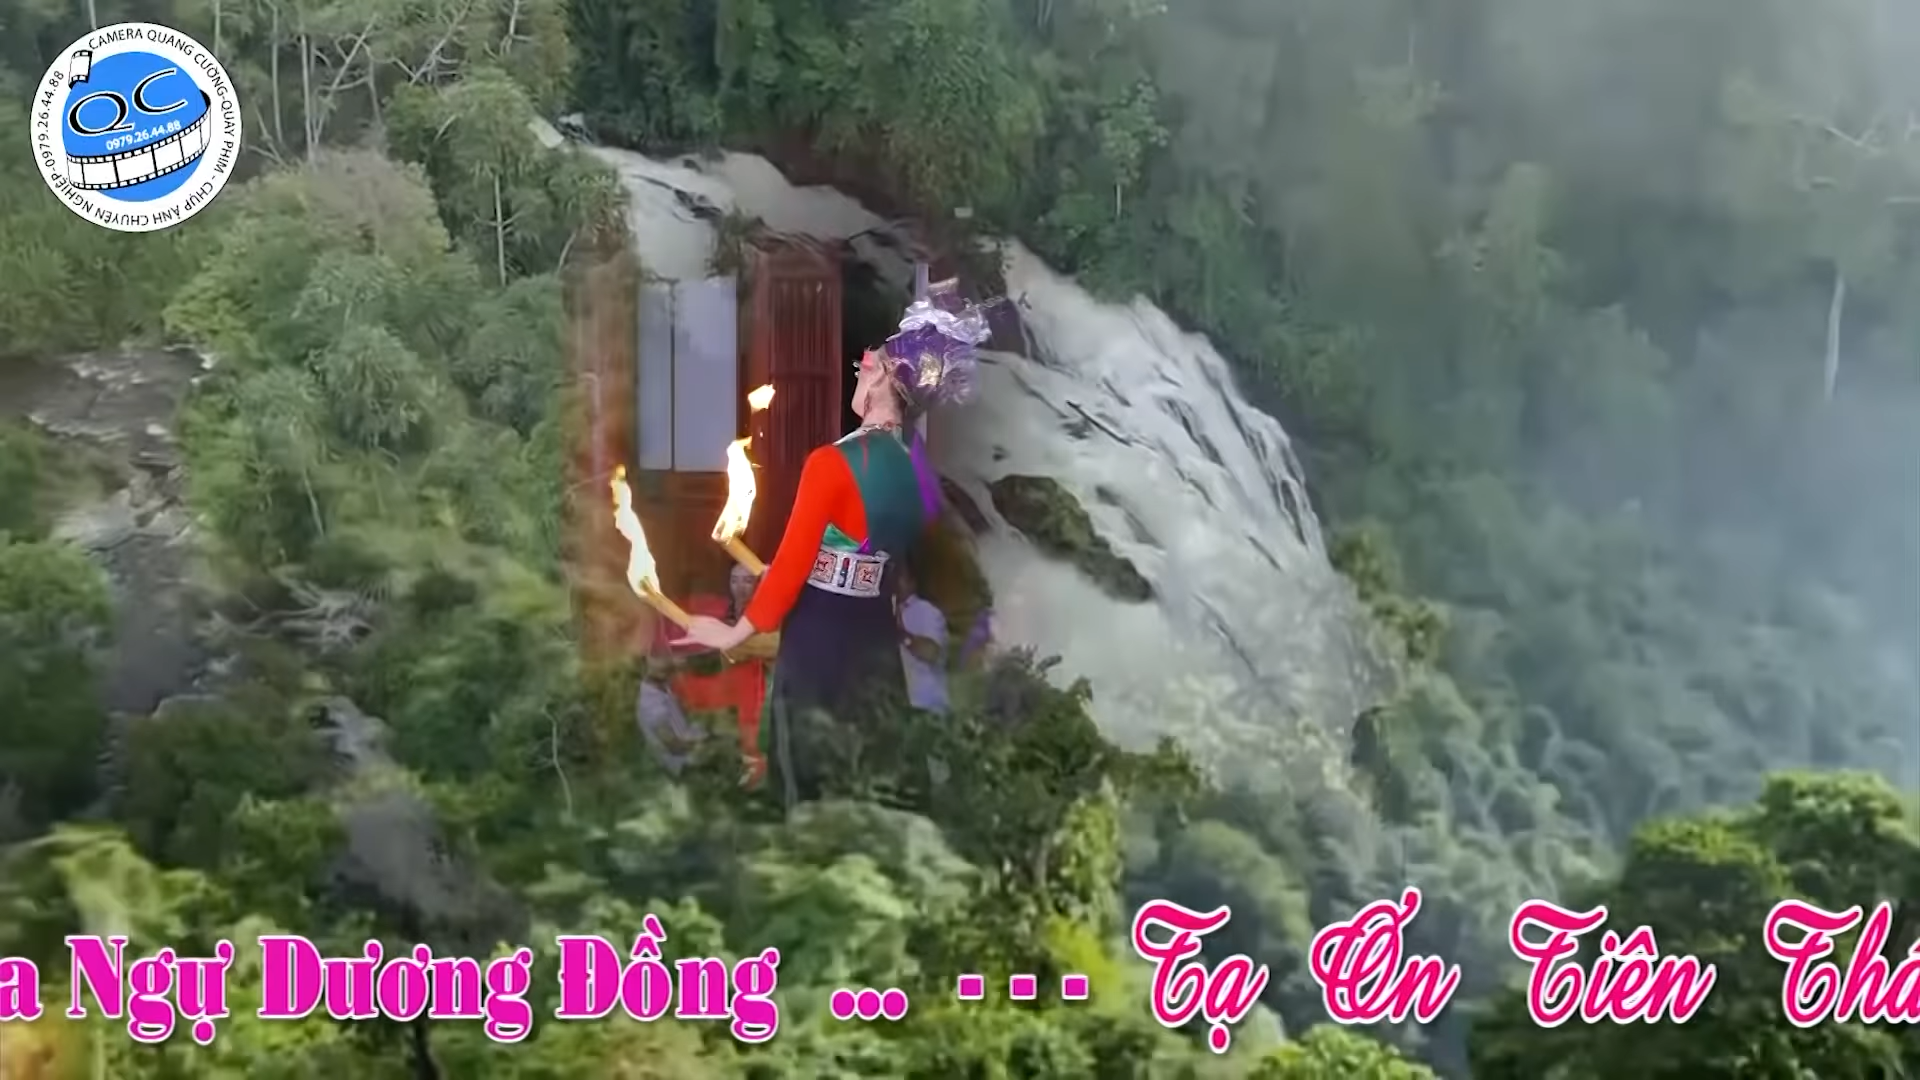 CAMERA QUANG CƯỜNG-QUAY PHIM - CHỤP ẢNH CHUYÊN NGHIỆP-0979.26.44.88
QC
0979.26.44.88
a Ngự Dương Đồng ... --- Tạ Ơn Tiên Thá